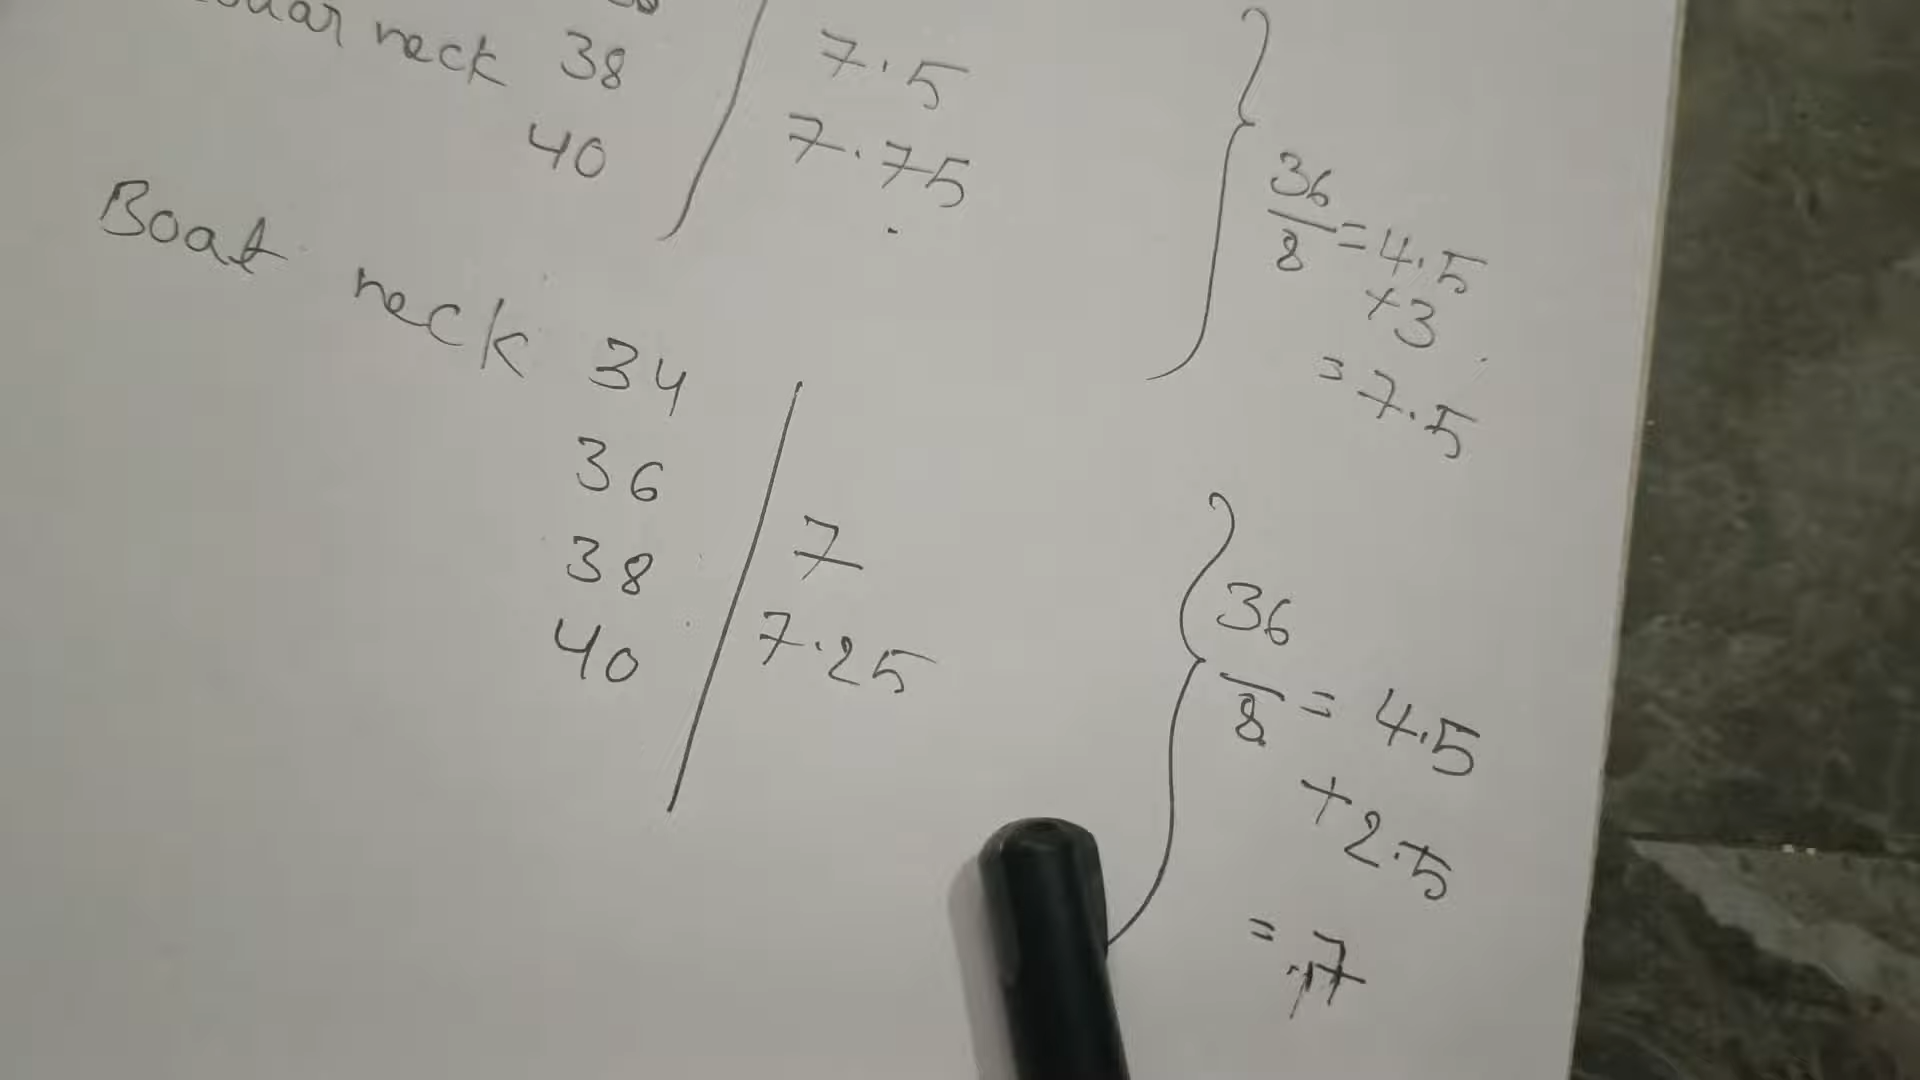 neck 38 7.5
40 7.75
36/8 = 4.5
+3
= 7.5
Boat neck 34
36
38 7
40 7.25
36/8 = 4.5
+2.5
= 7